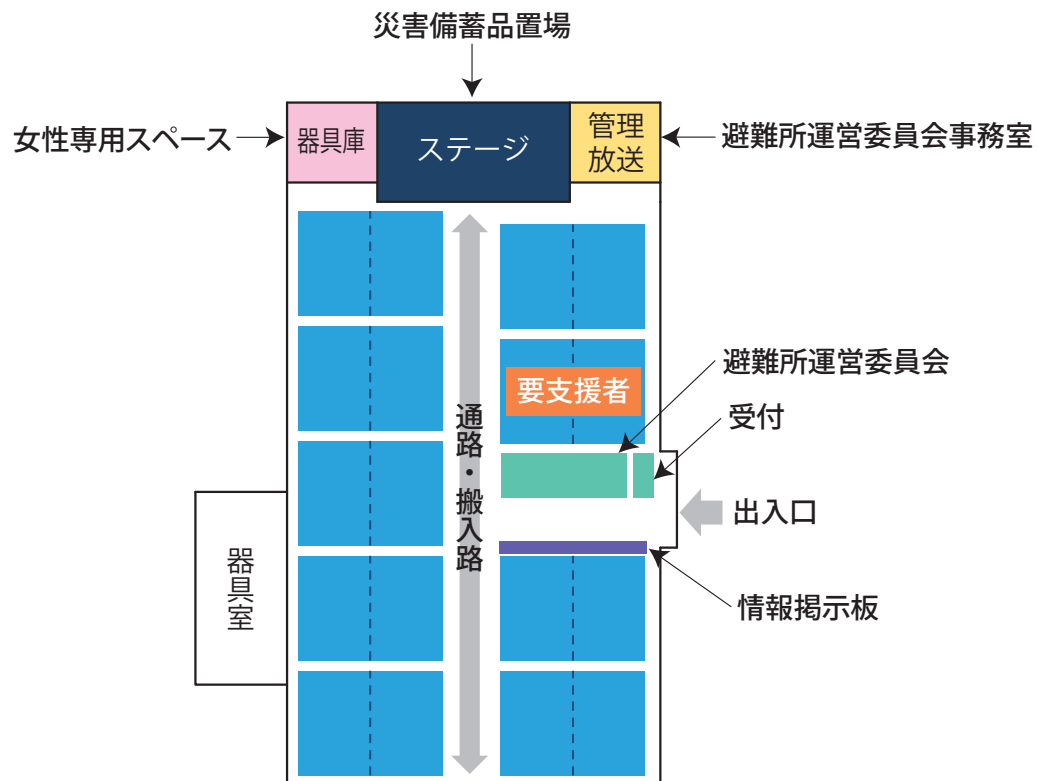 災害備蓄品置場
女性専用スペース
器具庫
ステージ
管理
放送
避難所運営委員会事務室
要支援者
避難所運営委員会
受付
通路・搬入路
出入口
器具室
情報掲示板